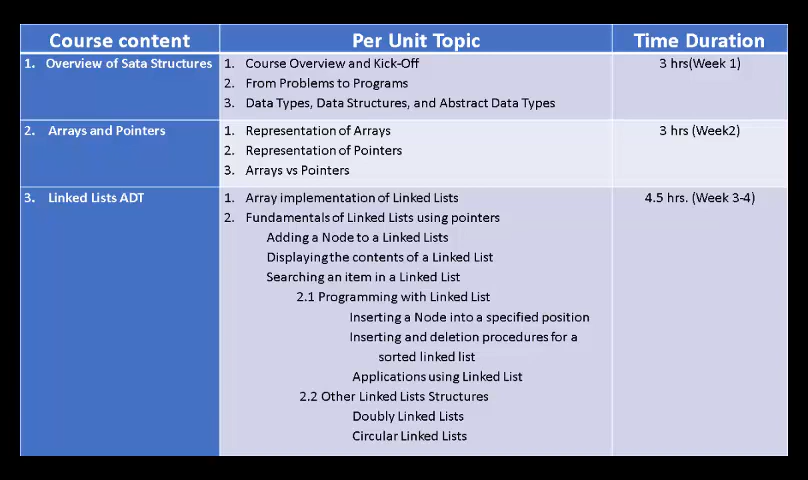 Course content
Per Unit Topic
Time Duration
1. Overview of Sata Structures
1. Course Overview and Kick-Off
2. From Problems to Programs
3. Data Types, Data Structures, and Abstract Data Types
3 hrs(Week 1)
2. Arrays and Pointers
1. Representation of Arrays
2. Representation of Pointers
3. Arrays vs Pointers
3 hrs (Week2)
3. Linked Lists ADT
1. Array implementation of Linked Lists
2. Fundamentals of Linked Lists using pointers
Adding a Node to a Linked Lists
Displaying the contents of a Linked List
Searching an item in a Linked List
2.1 Programming with Linked List
Inserting a Node into a specified position
Inserting and deletion procedures for a
sorted linked list
Applications using Linked List
2.2 Other Linked Lists Structures
Doubly Linked Lists
Circular Linked Lists
4.5 hrs. (Week 3-4)